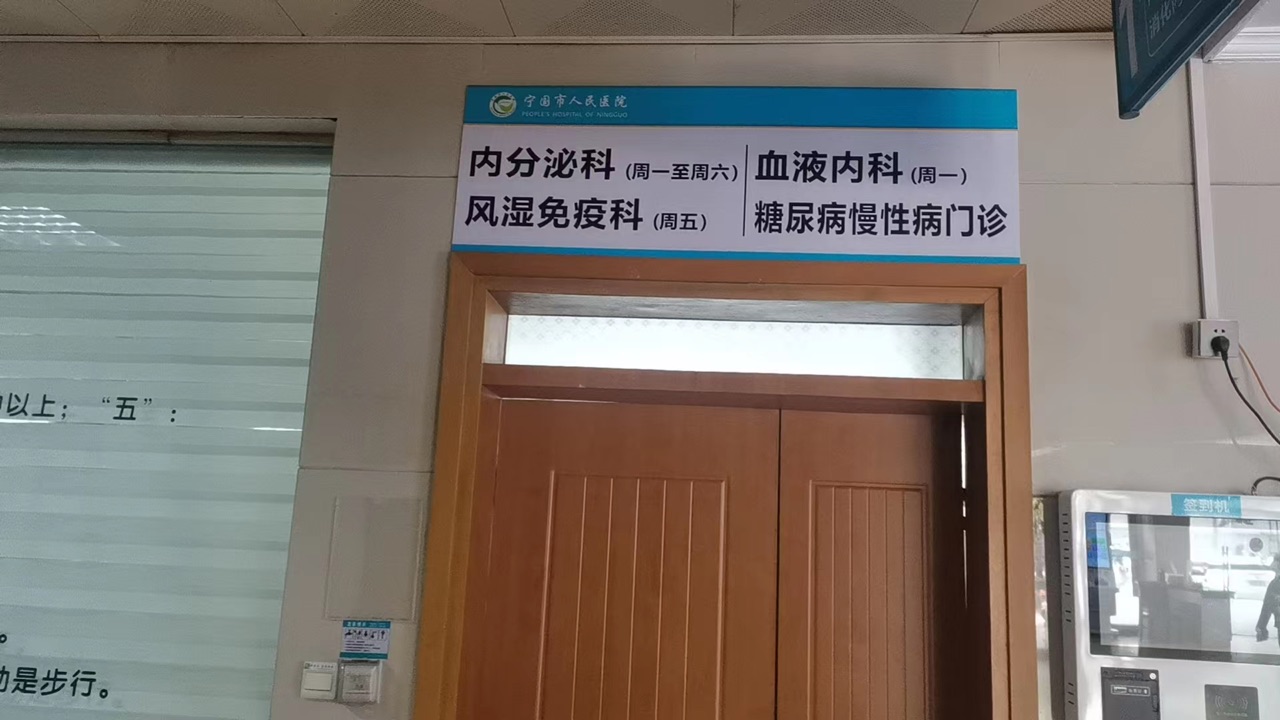 宁国市人民医院
PEOPLE'S HOSPITAL OF NINGGUO
内分泌科 (周一至周六)
风湿免疫科 (周五)
血液内科 (周一)
糖尿病慢性病门诊
以上；“五”：
。
是步行。
签到机
1